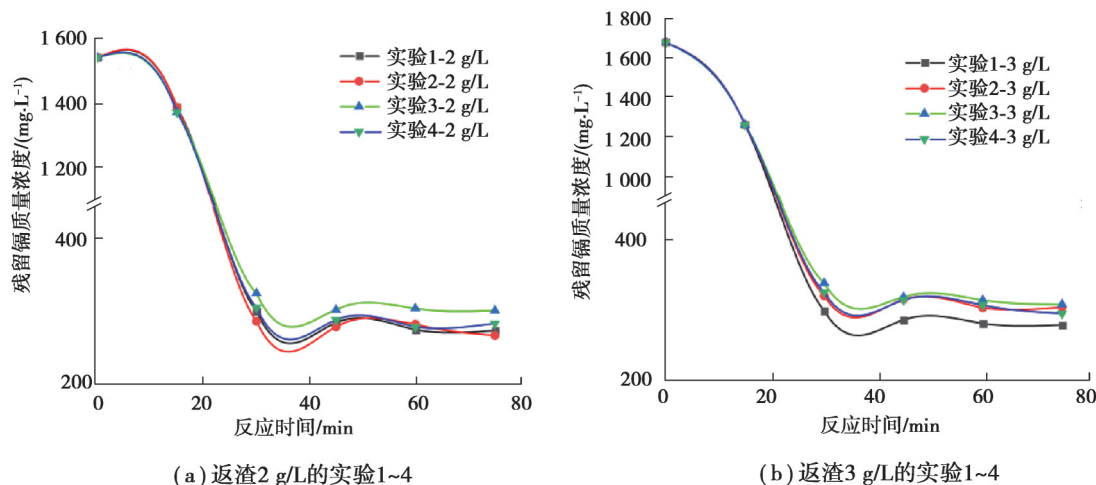 1 600
1 400
1 200
400
200
残留镉质量浓度/(mg·L⁻¹)
实验1-2 g/L
实验2-2 g/L
实验3-2 g/L
实验4-2 g/L
0
20
40
60
80
反应时间/min
(a)返渣2 g/L的实验1~4
1 800
1 600
1 400
1 200
1 000
400
200
残留镉质量浓度/(mg·L⁻¹)
实验1-3 g/L
实验2-3 g/L
实验3-3 g/L
实验4-3 g/L
0
20
40
60
80
反应时间/min
(b)返渣3 g/L的实验1~4